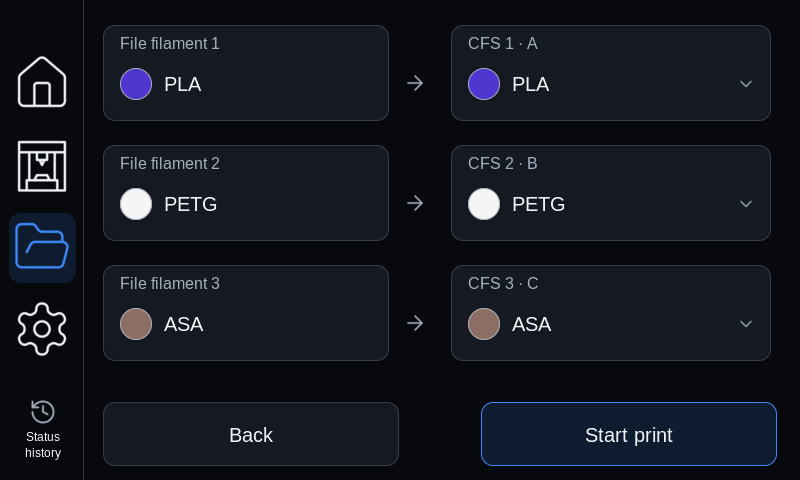 File filament 1
PLA
CFS 1 · A
PLA
File filament 2
PETG
CFS 2 · B
PETG
File filament 3
ASA
CFS 3 · C
ASA
Status
history
Back
Start print